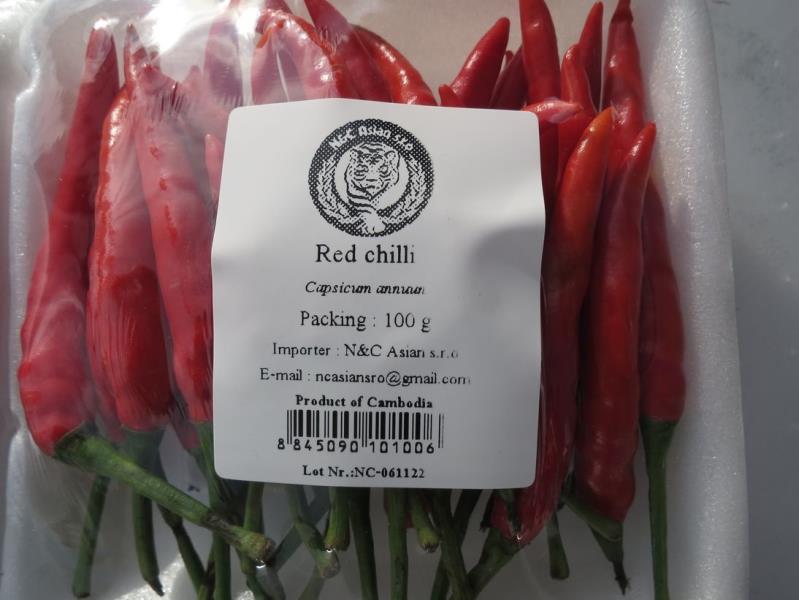 N&C Asian s.r.o
Red chilli
Capsicum annuun
Packing : 100 g
Importer : N&C Asian s.r.o
E-mail : ncasiansro@gmail.com
Product of Cambodia
8 845090 101006
Lot Nr.:NC-061122